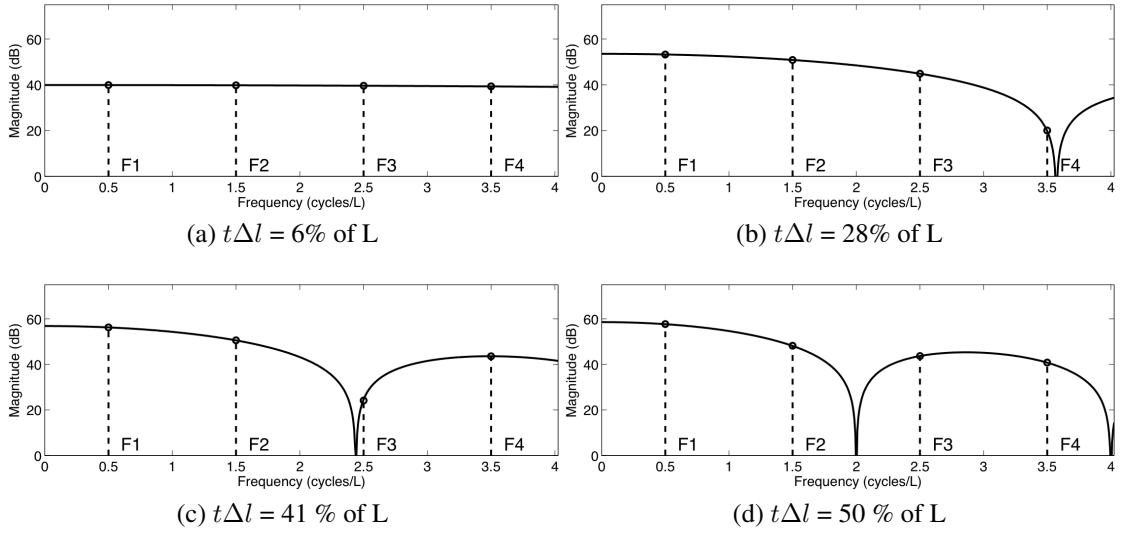 Magnitude (dB)
60
40
20
0
F1 F2 F3 F4
0 0.5 1 1.5 2 2.5 3 3.5 4
Frequency (cycles/L)
(a) tΔl = 6% of L
Magnitude (dB)
60
40
20
0
F1 F2 F3 F4
0 0.5 1 1.5 2 2.5 3 3.5 4
Frequency (cycles/L)
(b) tΔl = 28% of L
Magnitude (dB)
60
40
20
0
F1 F2 F3 F4
0 0.5 1 1.5 2 2.5 3 3.5 4
Frequency (cycles/L)
(c) tΔl = 41 % of L
Magnitude (dB)
60
40
20
0
F1 F2 F3 F4
0 0.5 1 1.5 2 2.5 3 3.5 4
Frequency (cycles/L)
(d) tΔl = 50 % of L